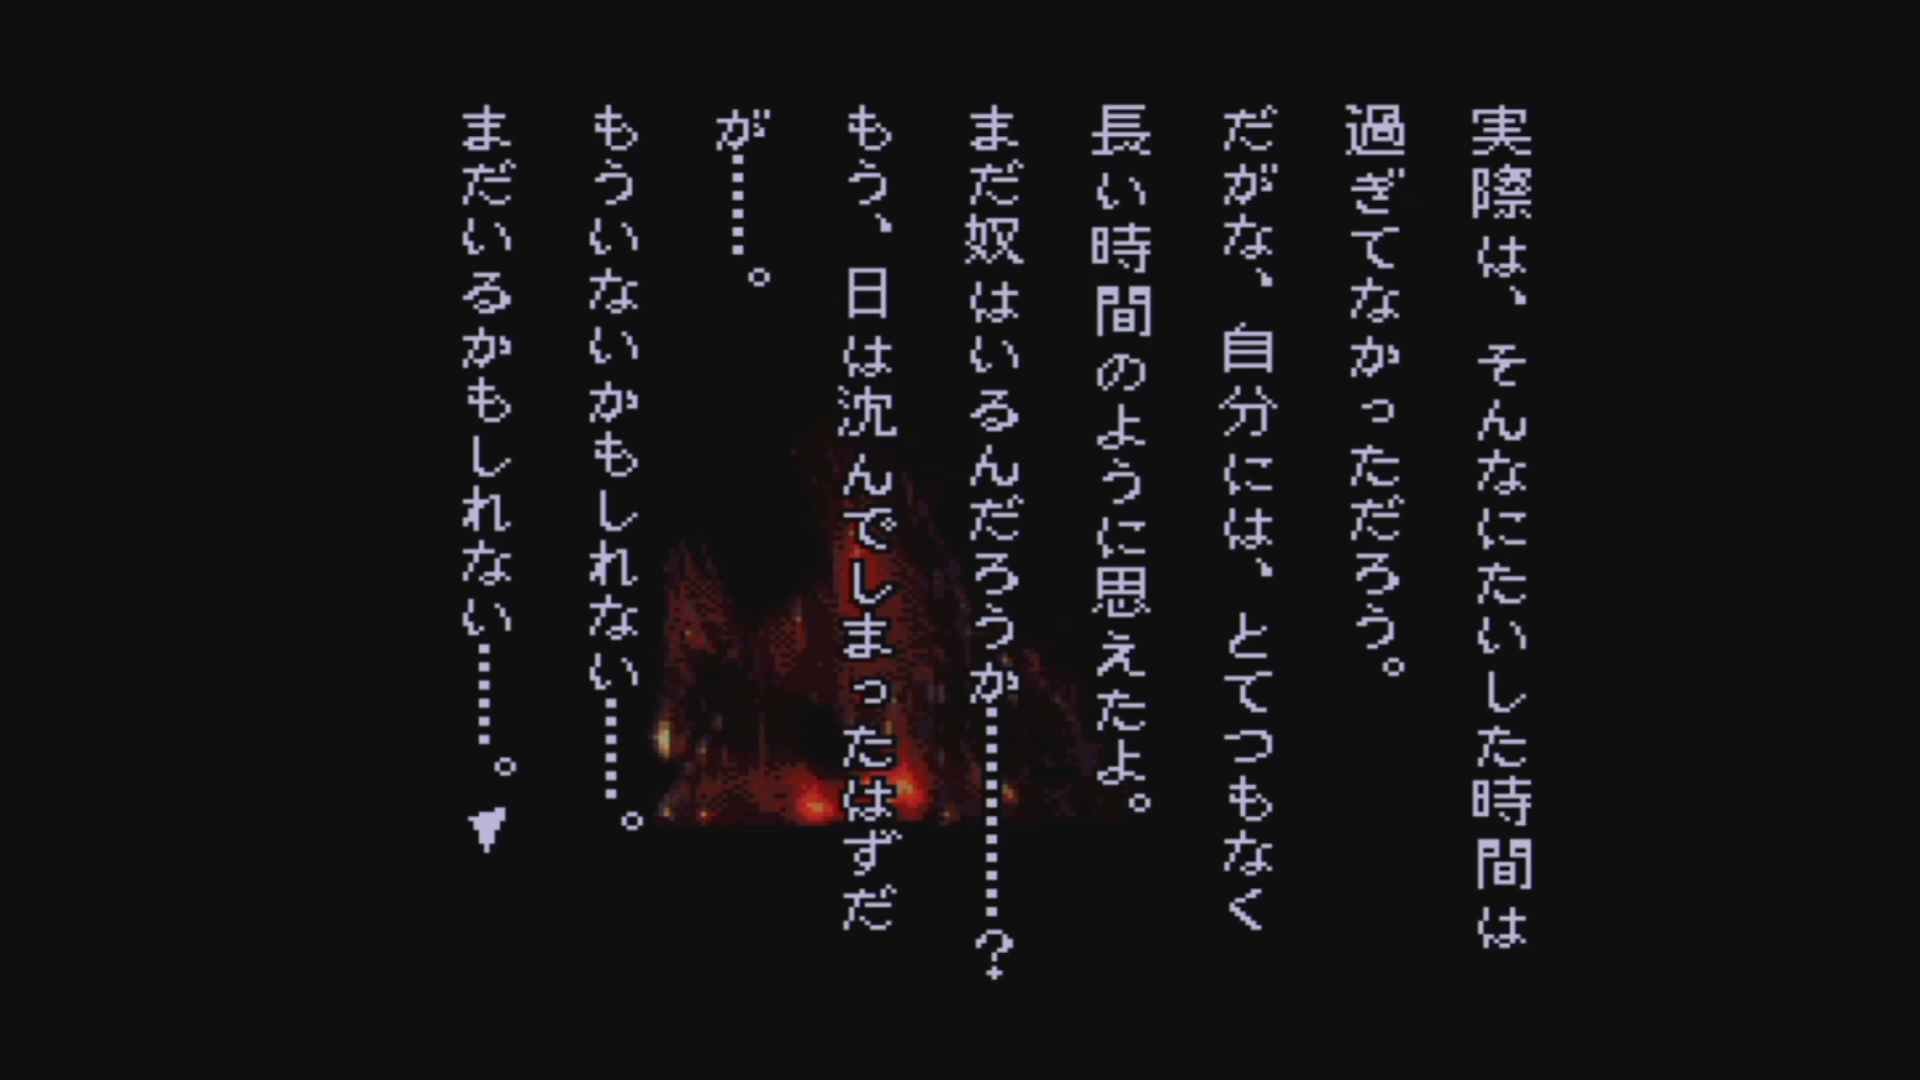 実際は、そんなにたいした時間は
過ぎてなかっただろう。
だがな、自分には、とてつもなく
長い時間のように思えたよ。
まだ奴はいるんだろうか…………？
もう、日は沈んでしまったはずだ
が……。
もういないかもしれない……。
まだいるかもしれない……。▼